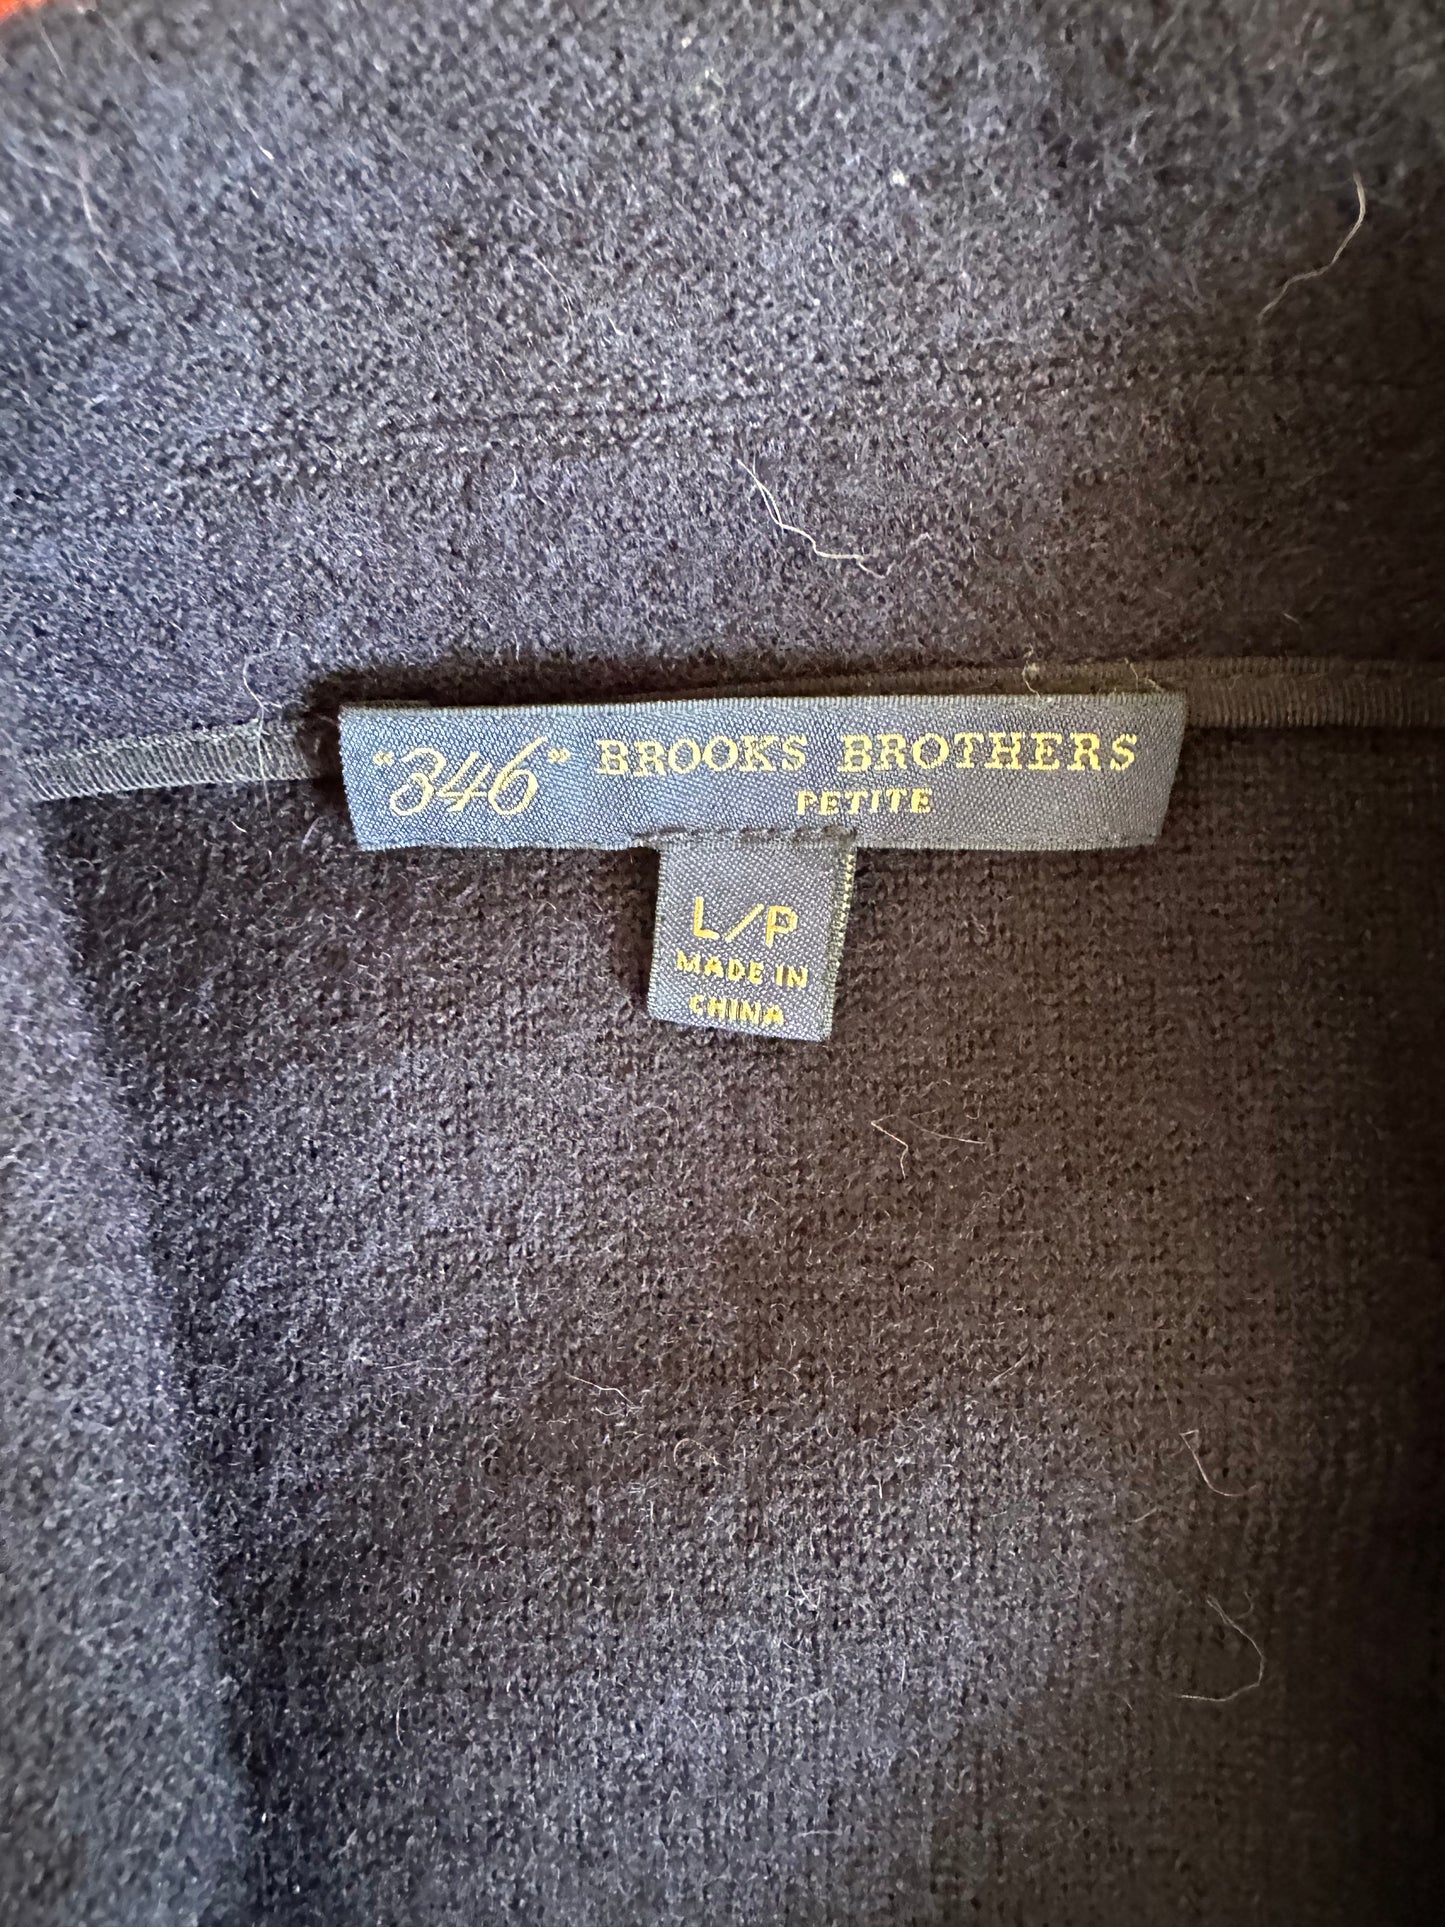 "346" BROOKS BROTHERS
PETITE
L/P
MADE IN
CHINA